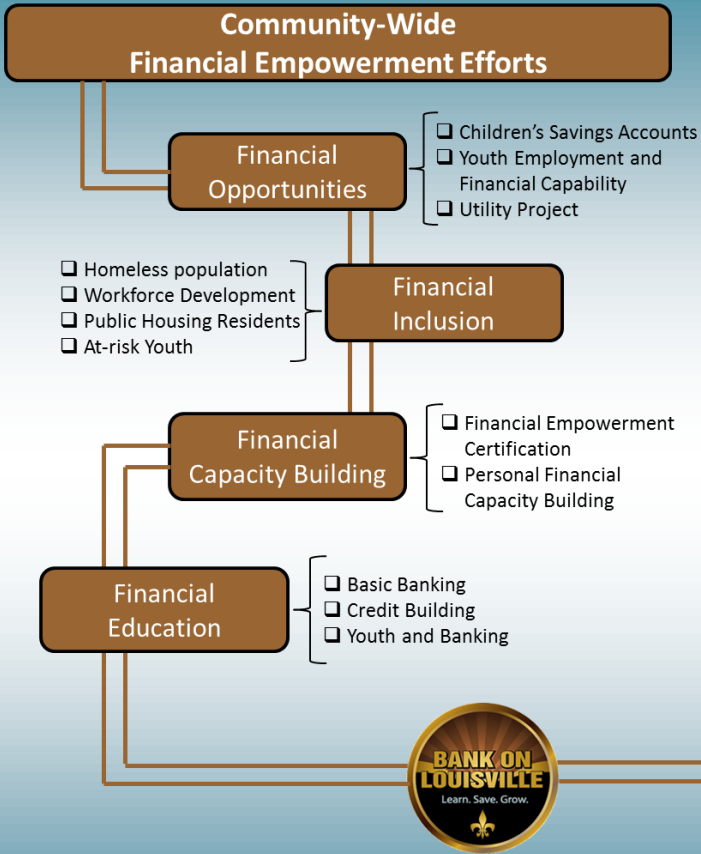 Community-Wide
Financial Empowerment Efforts
Financial
Opportunities
Children's Savings Accounts
Youth Employment and
Financial Capability
Utility Project
Homeless population
Workforce Development
Public Housing Residents
At-risk Youth
Financial
Inclusion
Financial
Capacity Building
Financial Empowerment
Certification
Personal Financial
Capacity Building
Financial
Education
Basic Banking
Credit Building
Youth and Banking
BANK ON
LOUISVILLE
Learn. Save. Grow.